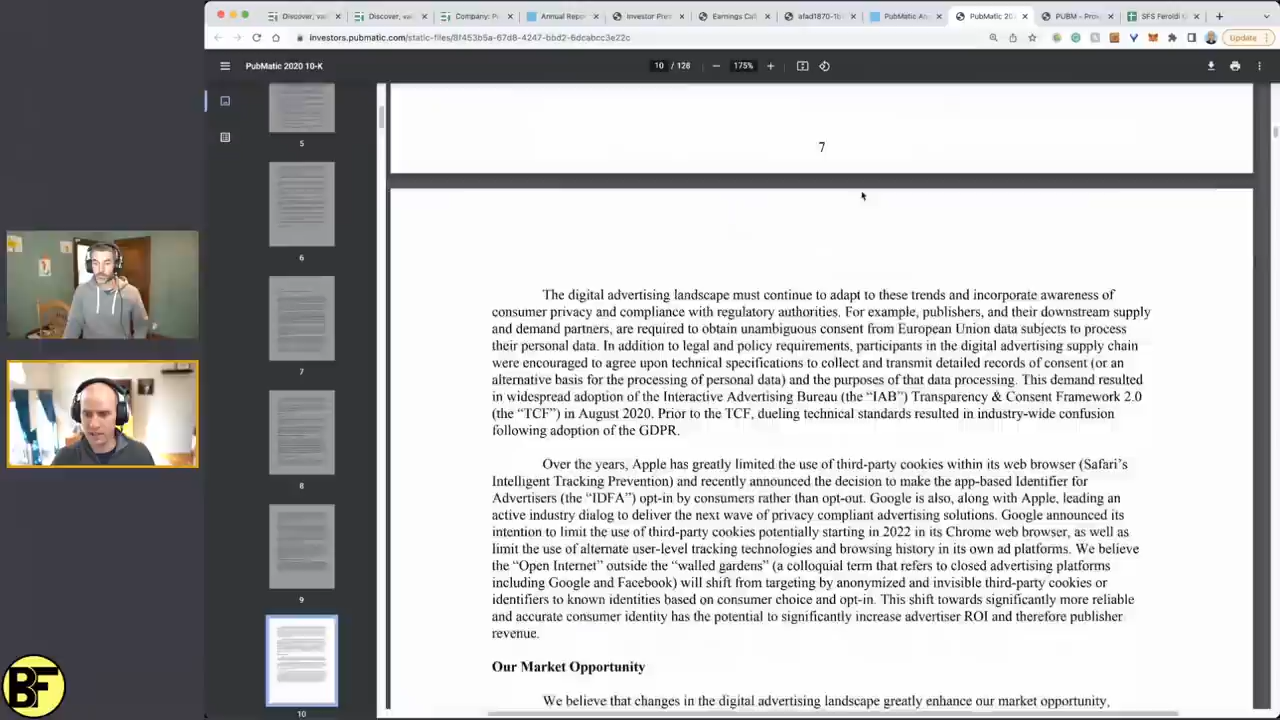 Discover, va
Discover, val
Company: P
Annual Repo
Investor Pres
Earnings Cal
PubMatic 20
SFS Feroldi
investors.pubmatic.com/static-files/8f453b5a-67d8-4247-bbd2-6dcabcc3e22c
Update
PubMatic 2020 10-K
10 / 128
175%
5
6
7
8
9
10
7
The digital advertising landscape must continue to adapt to these trends and incorporate awareness of
consumer privacy and compliance with regulatory authorities. For example, publishers, and their downstream supply
and demand partners, are required to obtain unambiguous consent from European Union data subjects to process
their personal data. In addition to legal and policy requirements, participants in the digital advertising supply chain
were encouraged to agree upon technical specifications to collect and transmit detailed records of consent (or an
alternative basis for the processing of personal data) and the purposes of that data processing. This demand resulted
in widespread adoption of the Interactive Advertising Bureau (the “IAB”) Transparency & Consent Framework 2.0
(the “TCF”) in August 2020. Prior to the TCF, dueling technical standards resulted in industry-wide confusion
following adoption of the GDPR.
Over the years, Apple has greatly limited the use of third-party cookies within its web browser (Safari’s
Intelligent Tracking Prevention) and recently announced the decision to make the app-based Identifier for
Advertisers (the “IDFA”) opt-in by consumers rather than opt-out. Google is also, along with Apple, leading an
active industry dialog to deliver the next wave of privacy compliant advertising solutions. Google announced its
intention to limit the use of third-party cookies potentially starting in 2022 in its Chrome web browser, as well as
limit the use of alternate user-level tracking technologies and browsing history in its own ad platforms. We believe
the “Open Internet” outside the “walled gardens” (a colloquial term that refers to closed advertising platforms
including Google and Facebook) will shift from targeting by anonymized and invisible third-party cookies or
identifiers to known identities based on consumer choice and opt-in. This shift towards significantly more reliable
and accurate consumer identity has the potential to significantly increase advertiser ROI and therefore publisher
revenue.
Our Market Opportunity
We believe that changes in the digital advertising landscape greatly enhance our market opportunity,
BF